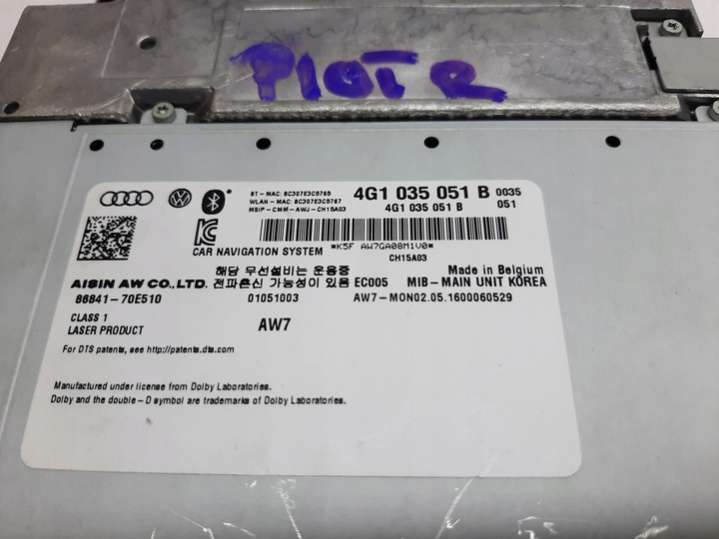 PIOTR
BT-MAC: BC307E3C5765
WLAN-MAC: BC307E3C5767
MSIP-CMM-AWJ-CH15A03
4G1 035 051 B 0035
4G1 035 051 B 051
CAR NAVIGATION SYSTEM *K5F AW7GA08M1V0*
CH15A03
해당 무선설비는 운용중 Made in Belgium
AISIN AW CO.,LTD. 전파혼신 가능성이 있음 EC005 MIB-MAIN UNIT KOREA
86841-70E510 01051003 AW7-MON02.05.1600060529
CLASS 1
LASER PRODUCT AW7
For DTS patents, see http://patents.dts.com
Manufactured under license from Dolby Laboratories.
Dolby and the double-D symbol are trademarks of Dolby Laboratories.